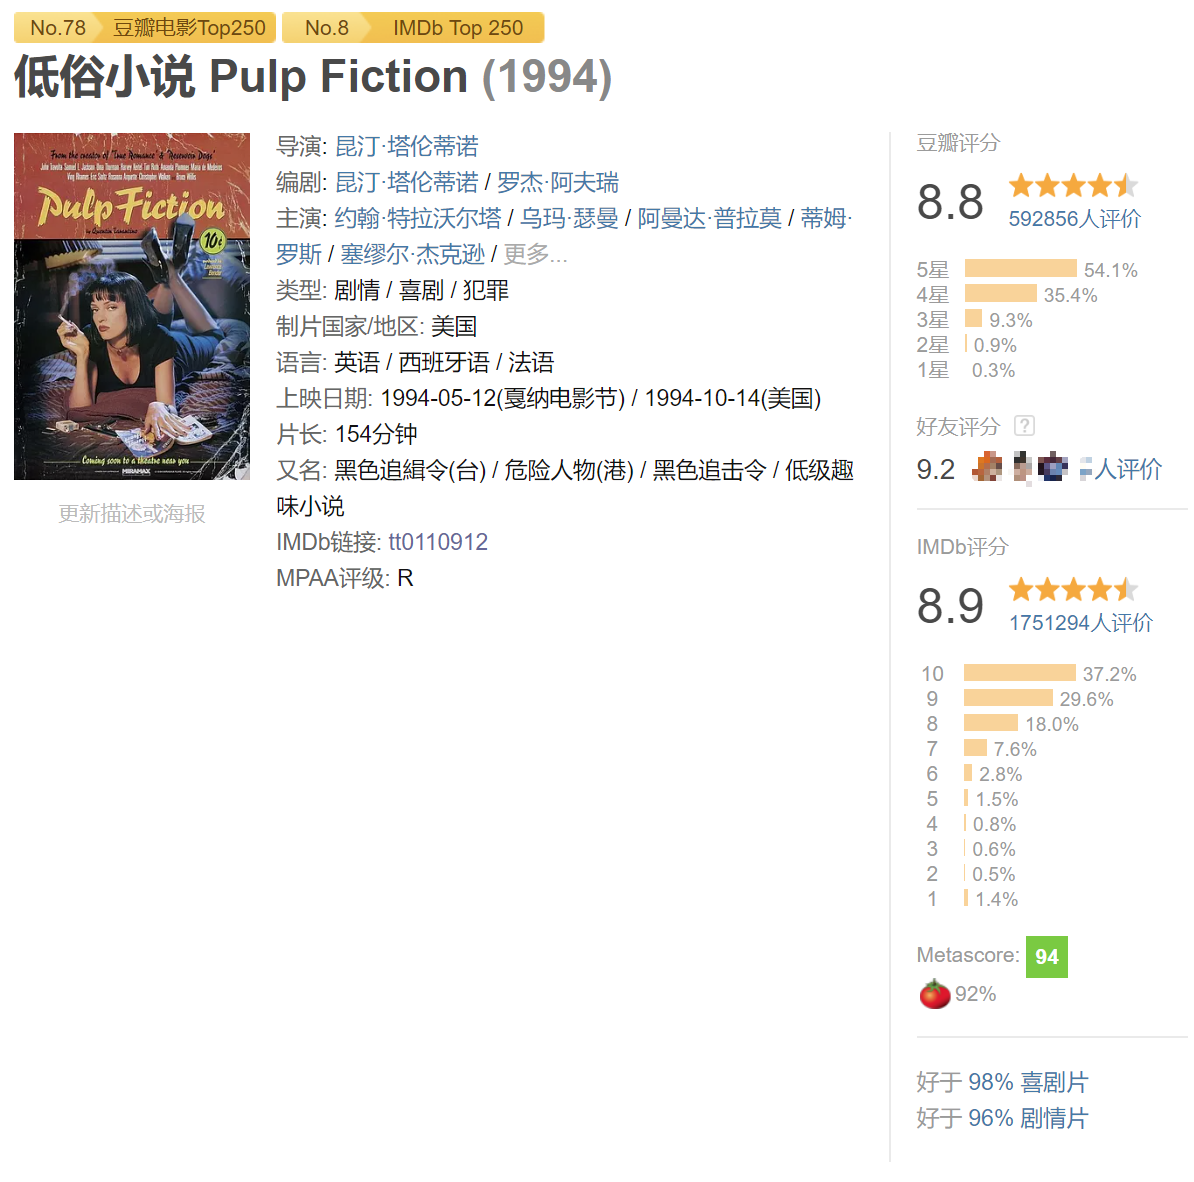 No.78 豆瓣电影Top250 No.8 IMDb Top 250
低俗小说 Pulp Fiction (1994)
From the creator of 'True Romance' & 'Reservoir Dogs'
Pulp Fiction
by Quentin Tarantino
10¢
Coming soon to a theatre near you
MIRAMAX
更新描述或海报
导演: 昆汀·塔伦蒂诺
编剧: 昆汀·塔伦蒂诺 / 罗杰·阿夫瑞
主演: 约翰·特拉沃尔塔 / 乌玛·瑟曼 / 阿曼达·普拉莫 / 蒂姆·
罗斯 / 塞缪尔·杰克逊 / 更多...
类型: 剧情 / 喜剧 / 犯罪
制片国家/地区: 美国
语言: 英语 / 西班牙语 / 法语
上映日期: 1994-05-12(戛纳电影节) / 1994-10-14(美国)
片长: 154分钟
又名: 黑色追緝令(台) / 危险人物(港) / 黑色追击令 / 低级趣
味小说
IMDb链接: tt0110912
MPAA评级: R
豆瓣评分
8.8
592856人评价
5星 54.1%
4星 35.4%
3星 9.3%
2星 0.9%
1星 0.3%
好友评分 ?
9.2 人评价
IMDb评分
8.9
1751294人评价
10 37.2%
9 29.6%
8 18.0%
7 7.6%
6 2.8%
5 1.5%
4 0.8%
3 0.6%
2 0.5%
1 1.4%
Metascore: 94
92%
好于 98% 喜剧片
好于 96% 剧情片